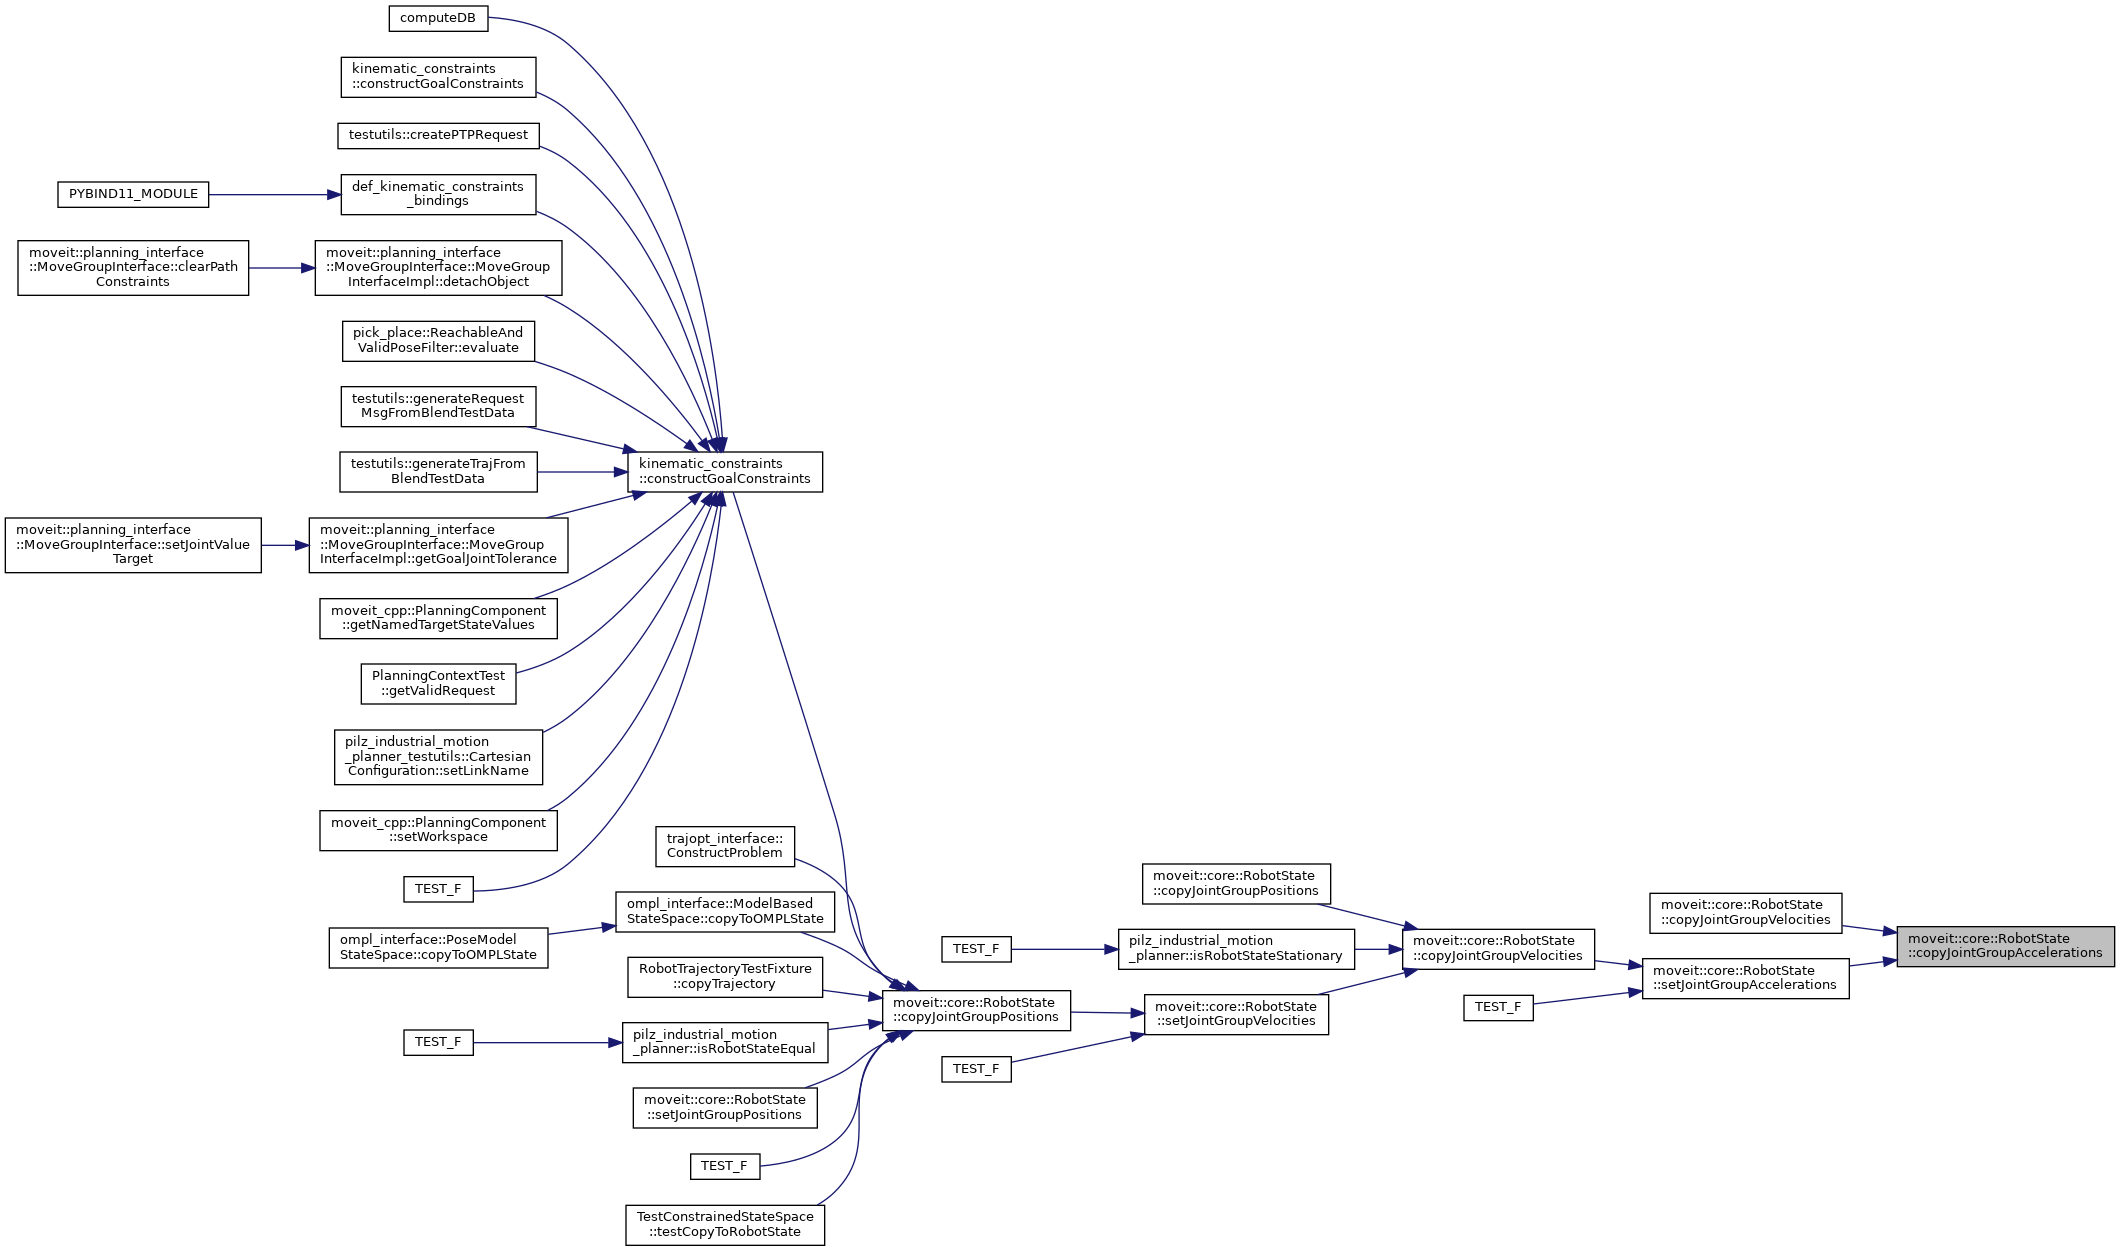 computeDB
kinematic_constraints
::constructGoalConstraints
testutils::createPTPRequest
PYBIND11_MODULE
def_kinematic_constraints
_bindings
moveit::planning_interface
::MoveGroupInterface::clearPath
Constraints
moveit::planning_interface
::MoveGroupInterface::MoveGroup
InterfaceImpl::detachObject
pick_place::ReachableAnd
ValidPoseFilter::evaluate
testutils::generateRequest
MsgFromBlendTestData
testutils::generateTrajFrom
BlendTestData
kinematic_constraints
::constructGoalConstraints
moveit::planning_interface
::MoveGroupInterface::setJointValue
Target
moveit::planning_interface
::MoveGroupInterface::MoveGroup
InterfaceImpl::getGoalJointTolerance
moveit_cpp::PlanningComponent
::getNamedTargetStateValues
PlanningContextTest
::getValidRequest
pilz_industrial_motion
_planner_testutils::Cartesian
Configuration::setLinkName
moveit_cpp::PlanningComponent
::setWorkspace
TEST_F
trajopt_interface::
ConstructProblem
ompl_interface::ModelBased
StateSpace::copyToOMPLState
ompl_interface::PoseModel
StateSpace::copyToOMPLState
RobotTrajectoryTestFixture
::copyTrajectory
TEST_F
pilz_industrial_motion
_planner::isRobotStateEqual
moveit::core::RobotState
::setJointGroupPositions
TEST_F
TestConstrainedStateSpace
::testCopyToRobotState
moveit::core::RobotState
::copyJointGroupPositions
moveit::core::RobotState
::copyJointGroupPositions
TEST_F
pilz_industrial_motion
_planner::isRobotStateStationary
moveit::core::RobotState
::setJointGroupVelocities
TEST_F
moveit::core::RobotState
::copyJointGroupVelocities
TEST_F
moveit::core::RobotState
::copyJointGroupVelocities
moveit::core::RobotState
::setJointGroupAccelerations
moveit::core::RobotState
::copyJointGroupAccelerations